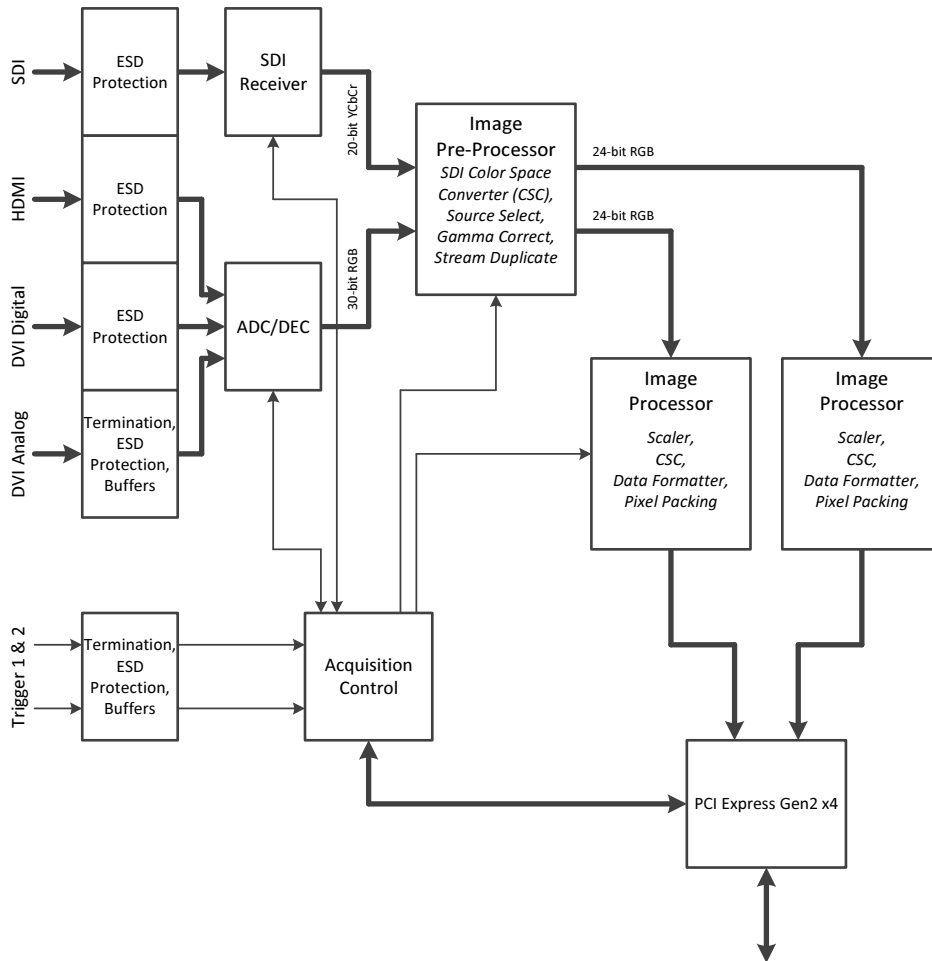 SDI
ESD
Protection
SDI
Receiver
20-bit YCbCr
HDMI
ESD
Protection
DVI Digital
ESD
Protection
ADC/DEC
30-bit RGB
DVI Analog
Termination,
ESD
Protection,
Buffers
Image
Pre-Processor
SDI Color Space
Converter (CSC),
Source Select,
Gamma Correct,
Stream Duplicate
24-bit RGB
24-bit RGB
Image
Processor
Scaler,
CSC,
Data Formatter,
Pixel Packing
Image
Processor
Scaler,
CSC,
Data Formatter,
Pixel Packing
Trigger 1 & 2
Termination,
ESD
Protection,
Buffers
Acquisition
Control
PCI Express Gen2 x4